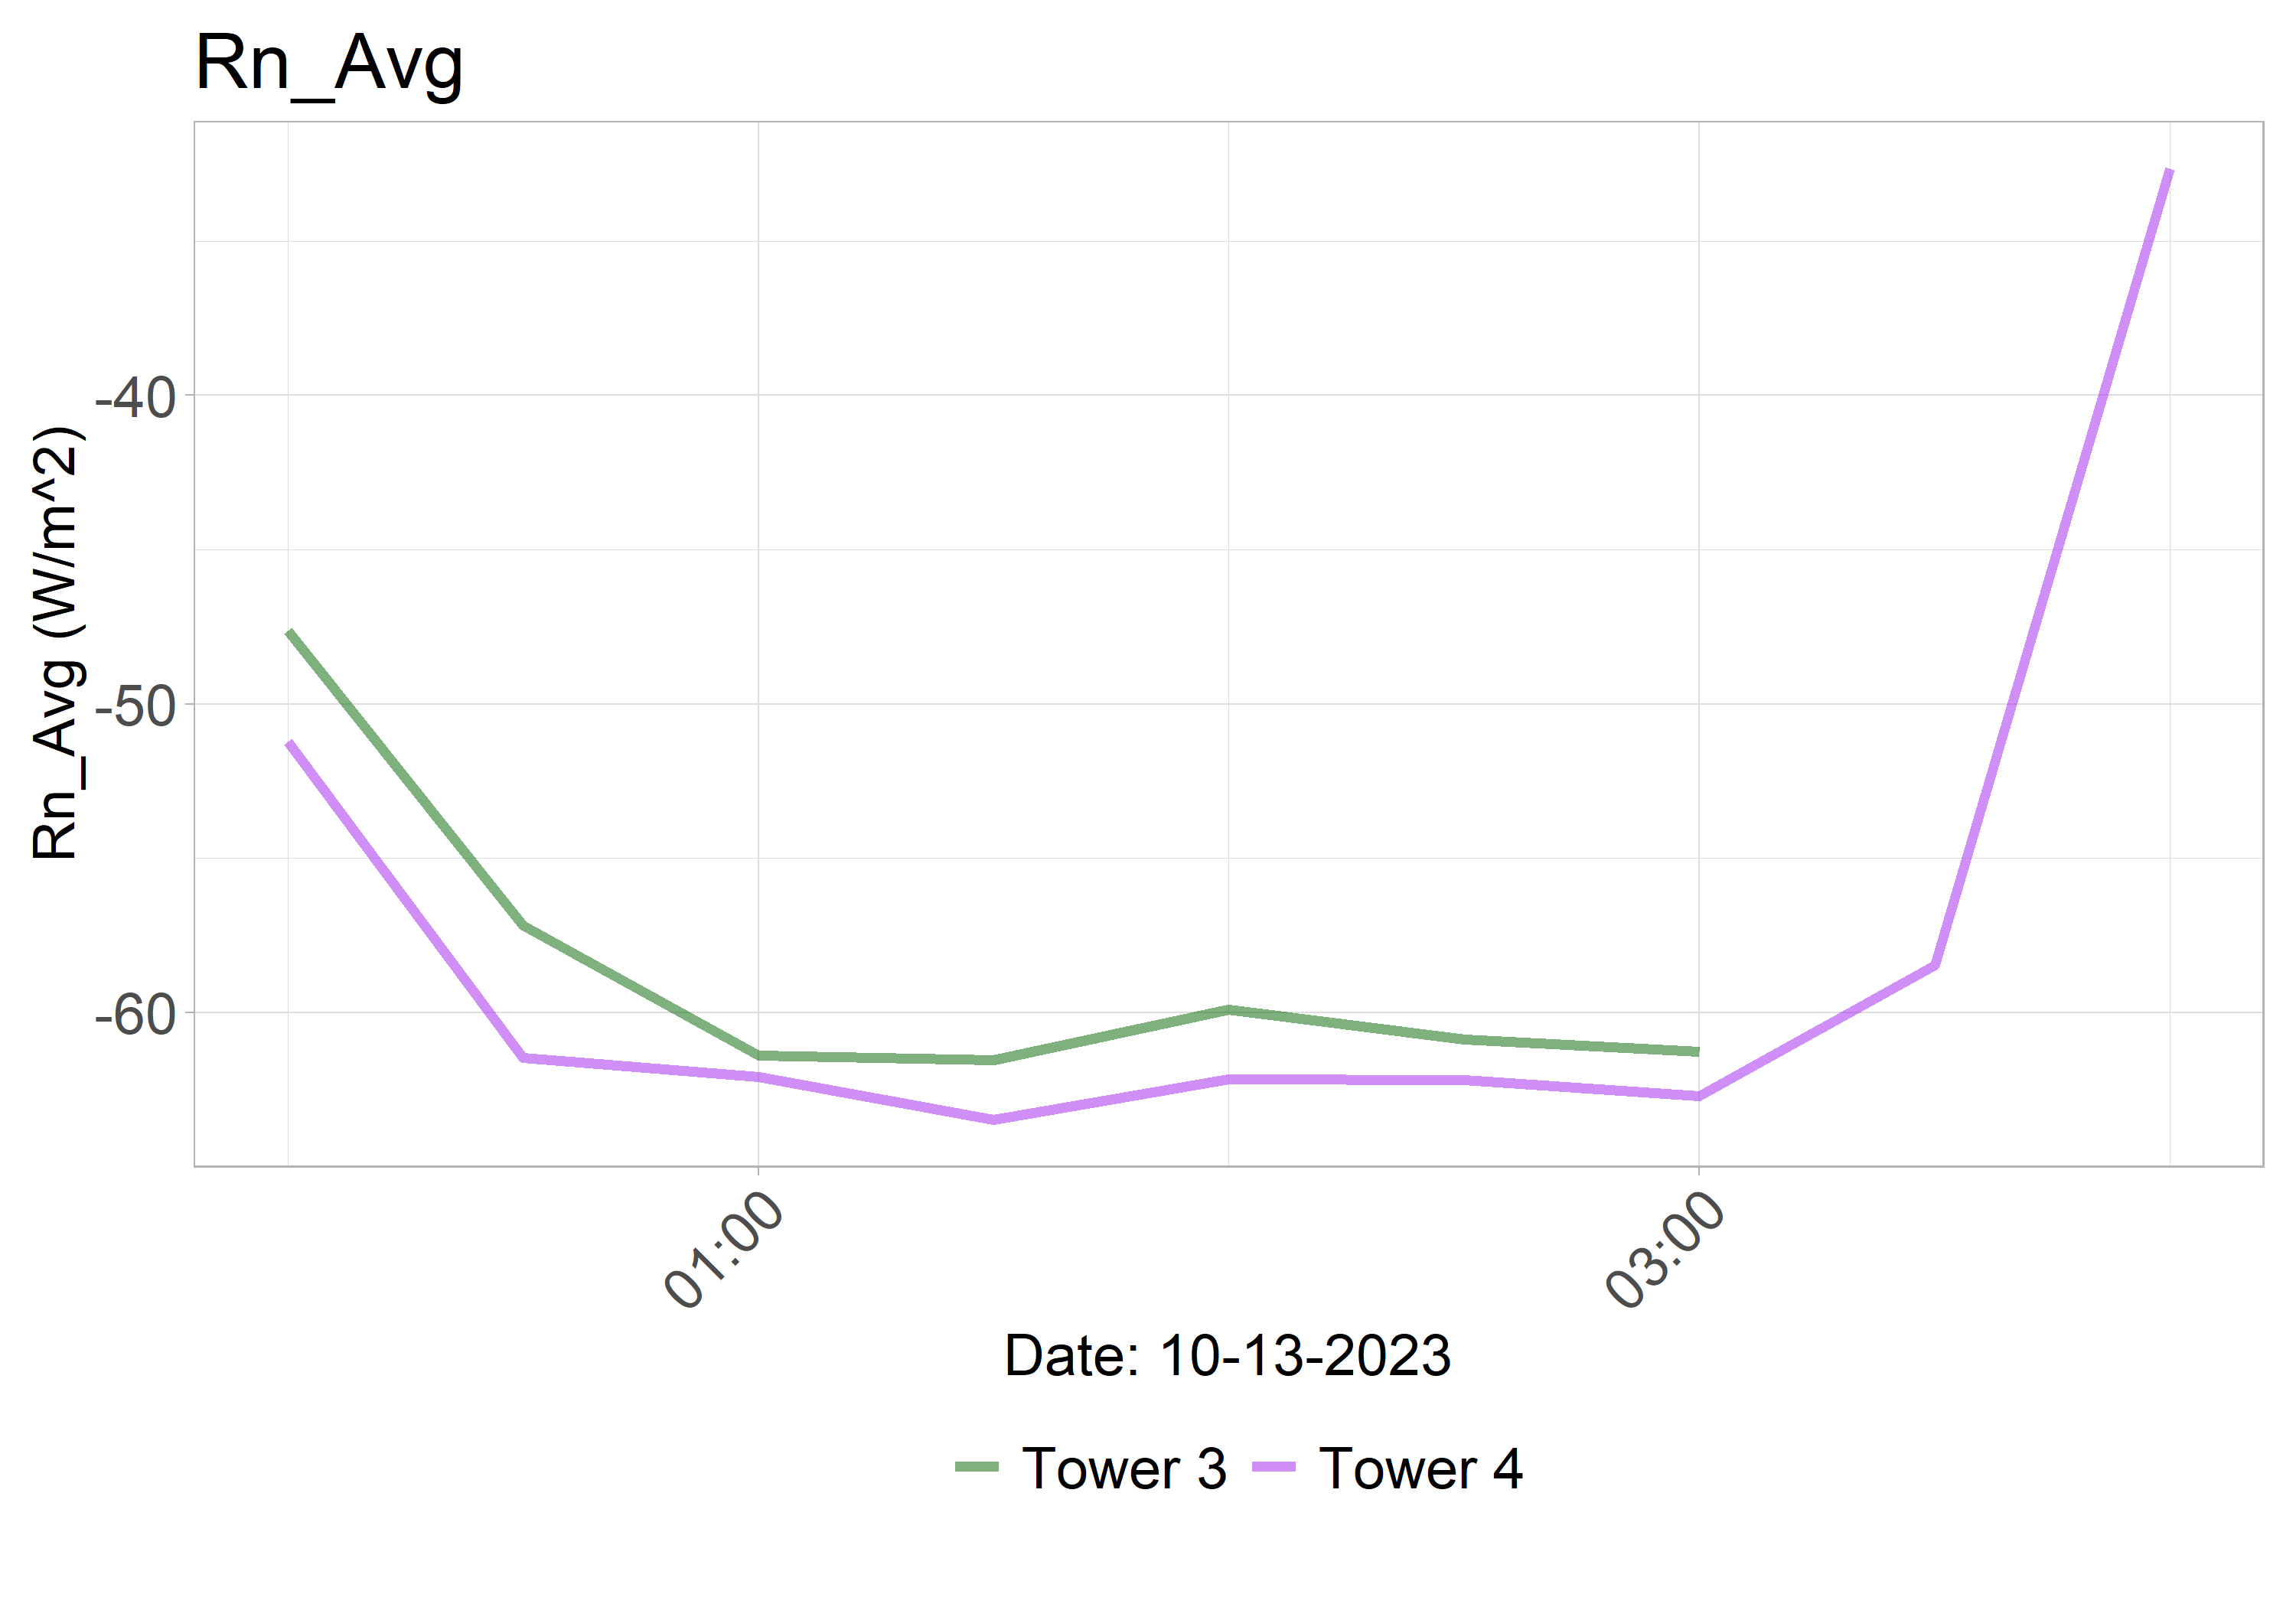 Rn_Avg
Rn_Avg (W/m^2)
-40
-50
-60
01:00
03:00
Date: 10-13-2023
Tower 3
Tower 4